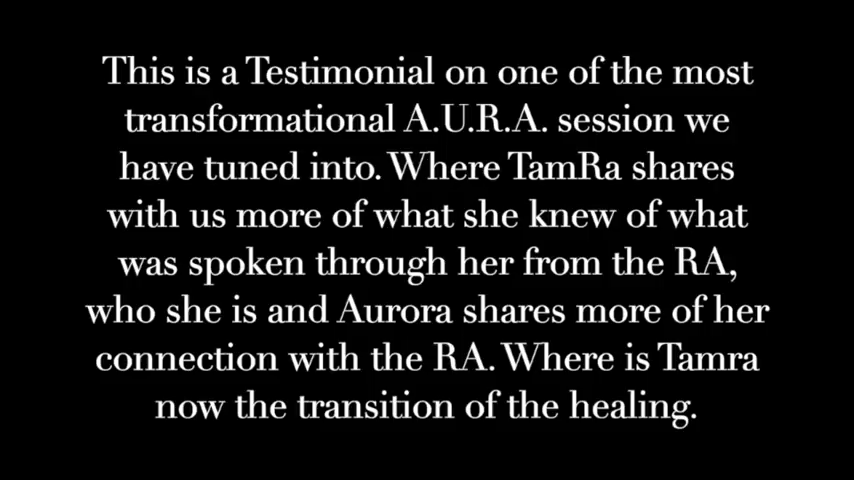 This is a Testimonial on one of the most
transformational A.U.R.A. session we
have tuned into. Where TamRa shares
with us more of what she knew of what
was spoken through her from the RA,
who she is and Aurora shares more of her
connection with the RA. Where is Tamra
now the transition of the healing.